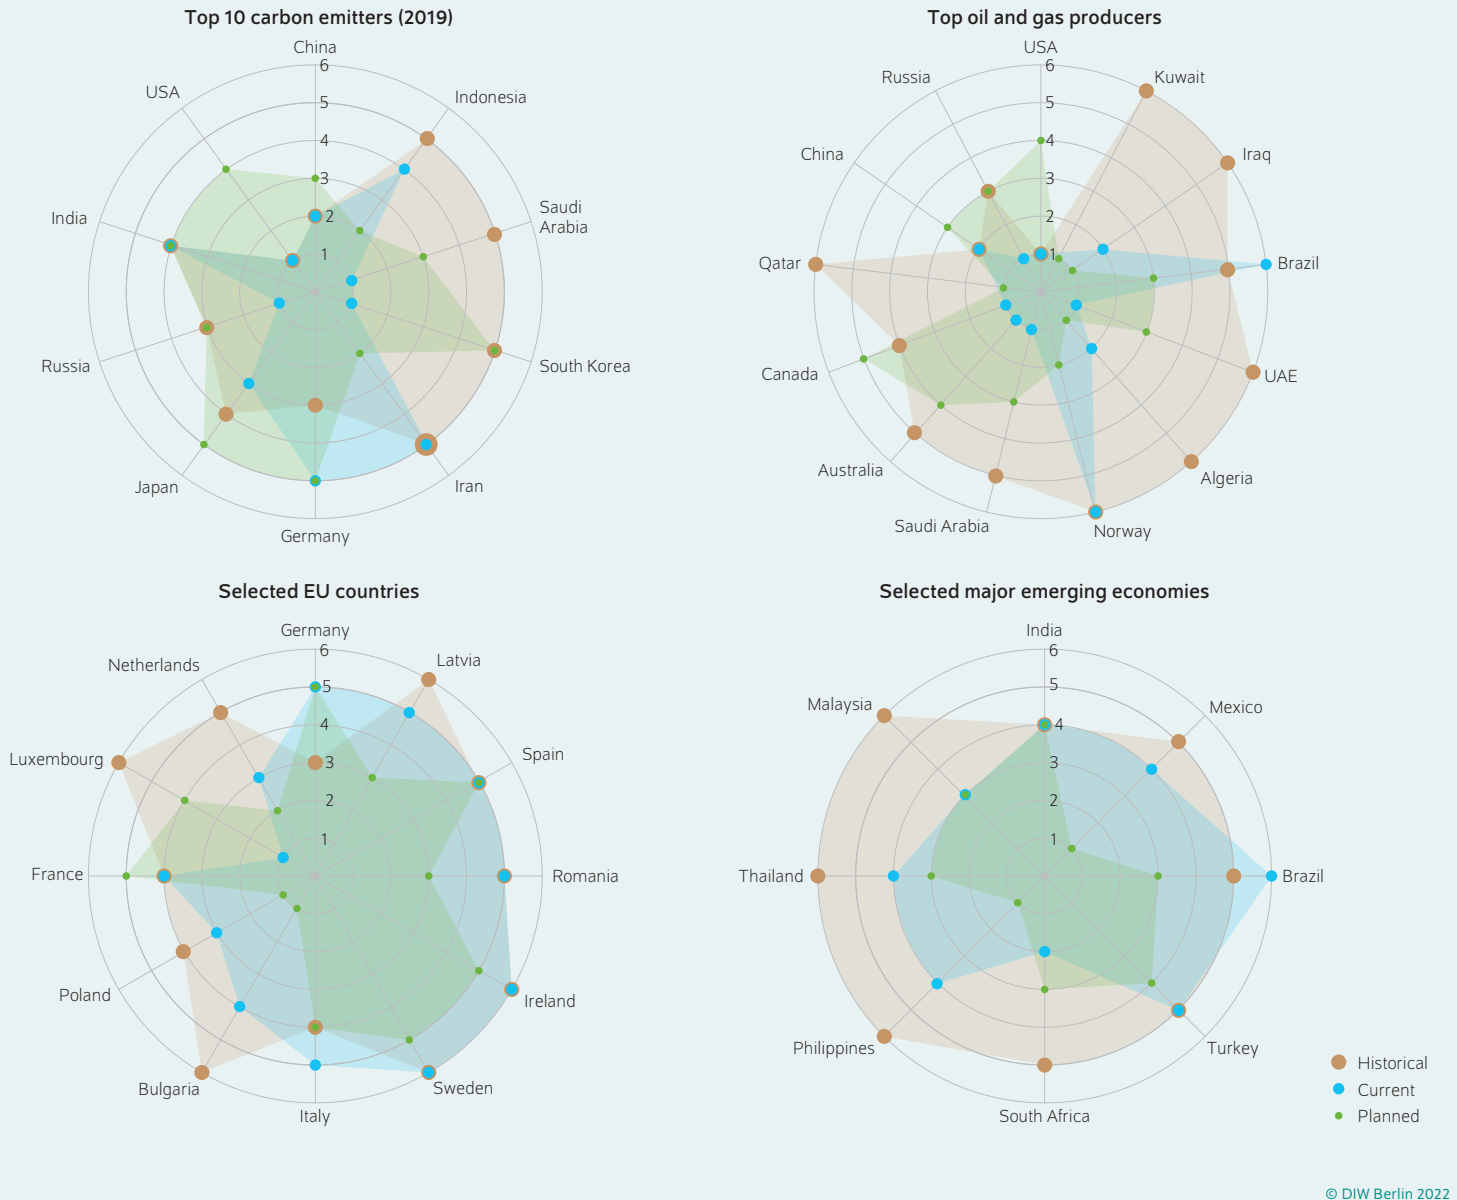 Top 10 carbon emitters (2019)
China
6
5
4
3
2
1
Indonesia
Saudi
Arabia
South Korea
Iran
Germany
Japan
Russia
India
USA
Top oil and gas producers
USA
6
5
4
3
2
1
Kuwait
Iraq
Brazil
UAE
Algeria
Norway
Saudi Arabia
Australia
Canada
Qatar
China
Russia
Selected EU countries
Germany
6
5
4
3
2
1
Latvia
Spain
Romania
Ireland
Sweden
Italy
Bulgaria
Poland
France
Luxembourg
Netherlands
Selected major emerging economies
India
6
5
4
3
2
1
Mexico
Brazil
Turkey
South Africa
Philippines
Thailand
Malaysia
Historical
Current
Planned
© DIW Berlin 2022